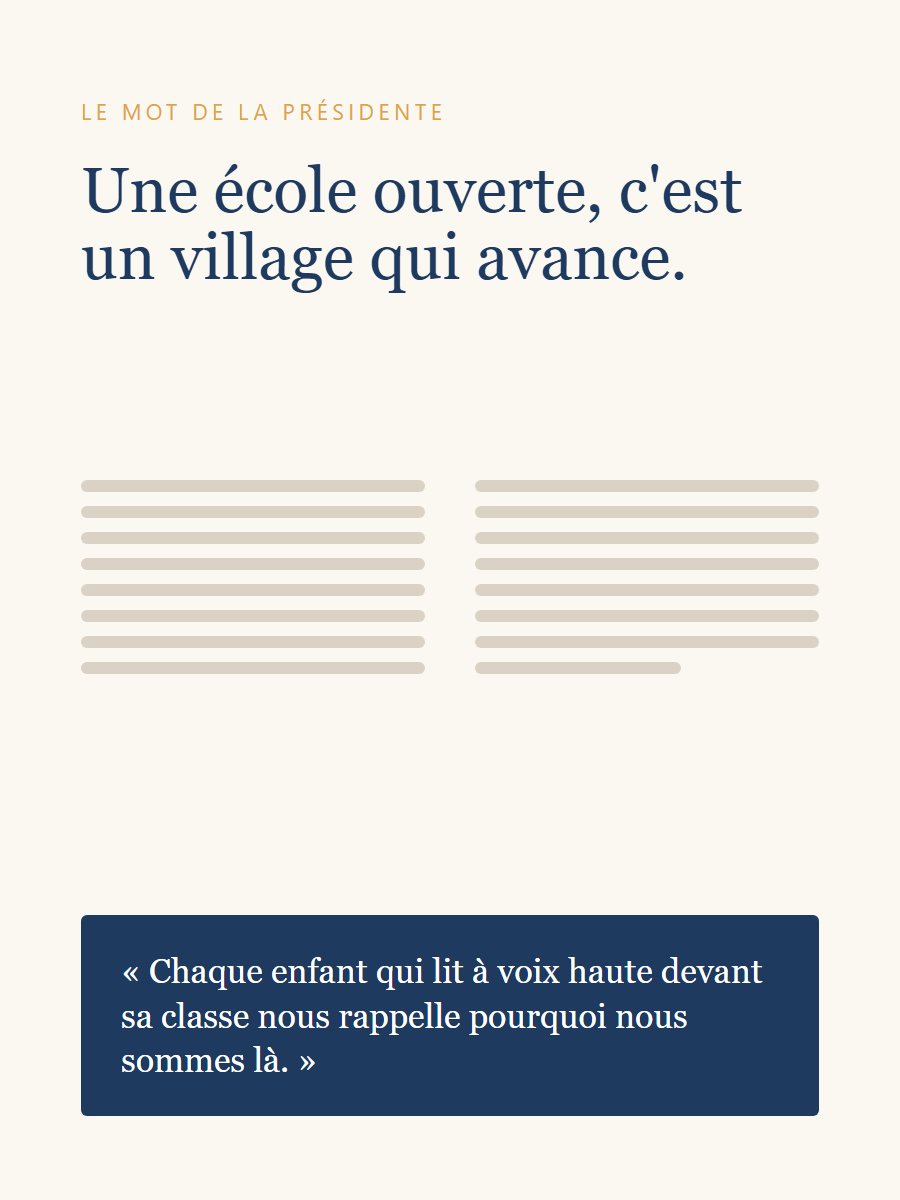 LE MOT DE LA PRÉSIDENTE
Une école ouverte, c'est
un village qui avance.
« Chaque enfant qui lit à voix haute devant
sa classe nous rappelle pourquoi nous
sommes là. »